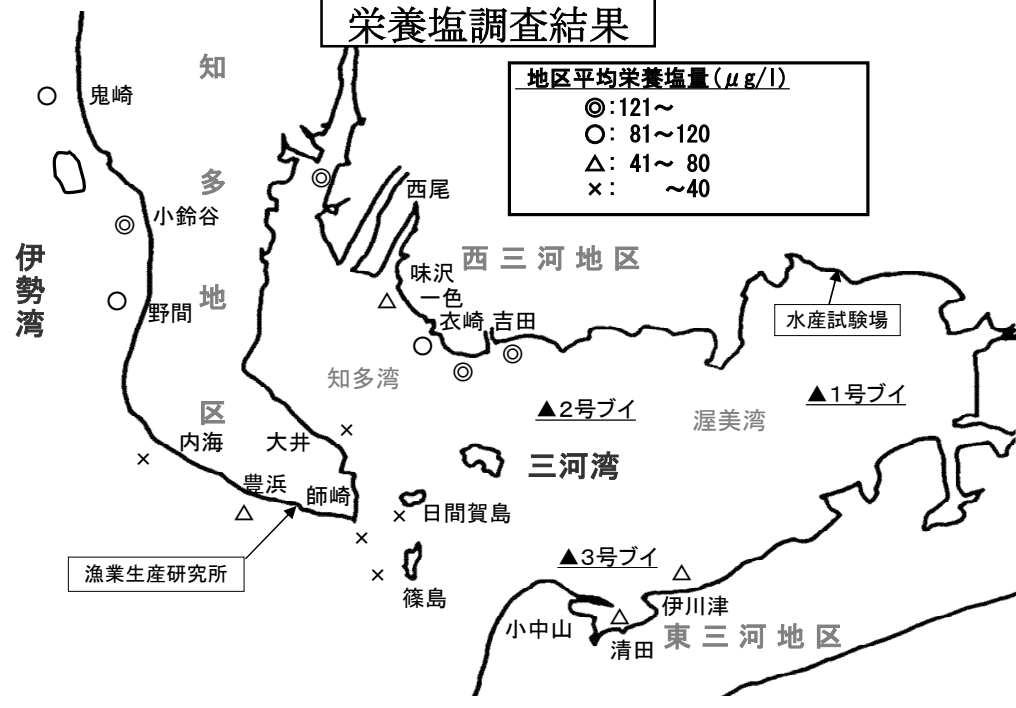 栄養塩調査結果
地区平均栄養塩量(μg/l)
◎:121～
○: 81～120
△: 41～ 80
×: ～40
知多地区
鬼崎
小鈴谷
伊勢湾
野間
内海
大井
豊浜
師崎
漁業生産研究所
西尾
西三河地区
味沢
一色
衣崎
吉田
水産試験場
知多湾
▲2号ブイ
渥美湾
▲1号ブイ
三河湾
日間賀島
篠島
▲3号ブイ
伊川津
小中山
清田
東三河地区